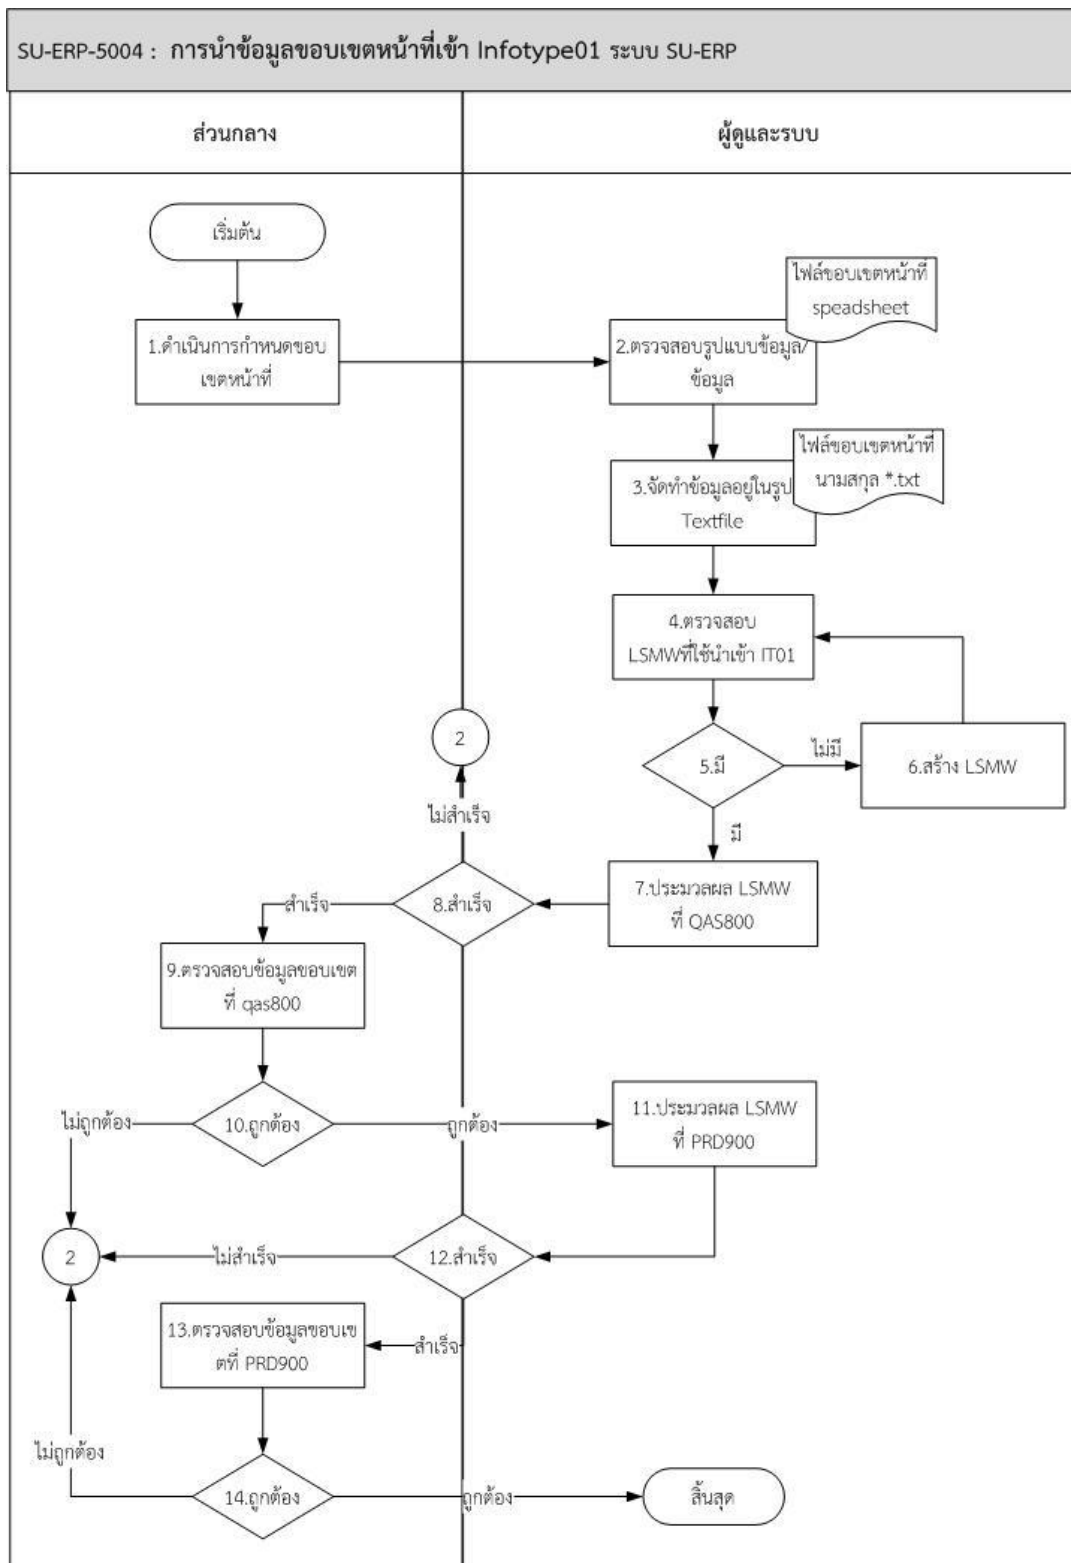 SU-ERP-5004 : การนำข้อมูลขอบเขตหน้าที่เข้า Infotype01 ระบบ SU-ERP
ส่วนกลาง
ผู้ดูและรบบ
เริ่มต้น
ไฟล์ขอบเขตหน้าที่
speadsheet
1.ดำเนินการกำหนดขอบ
เขตหน้าที่
2.ตรวจสอบรูปแบบข้อมูล/
ข้อมูล
ไฟล์ขอบเขตหน้าที่
นามสกุล *.txt
3.จัดทำข้อมูลอยู่ในรูป
Textfile
4.ตรวจสอบ
LSMWที่ใช้นำเข้า IT01
2
5.มี
ไม่มี
6.สร้าง LSMW
ไม่สำเร็จ
มี
7.ประมวลผล LSMW
ที่ QAS800
8.สำเร็จ
สำเร็จ
9.ตรวจสอบข้อมูลขอบเขต
ที่ qas800
10.ถูกต้อง
ไม่ถูกต้อง
ถูกต้อง
11.ประมวลผล LSMW
ที่ PRD900
2
ไม่สำเร็จ
12.สำเร็จ
13.ตรวจสอบข้อมูลขอบเข
ตที่ PRD900
สำเร็จ
ไม่ถูกต้อง
14.ถูกต้อง
ถูกต้อง
สิ้นสุด